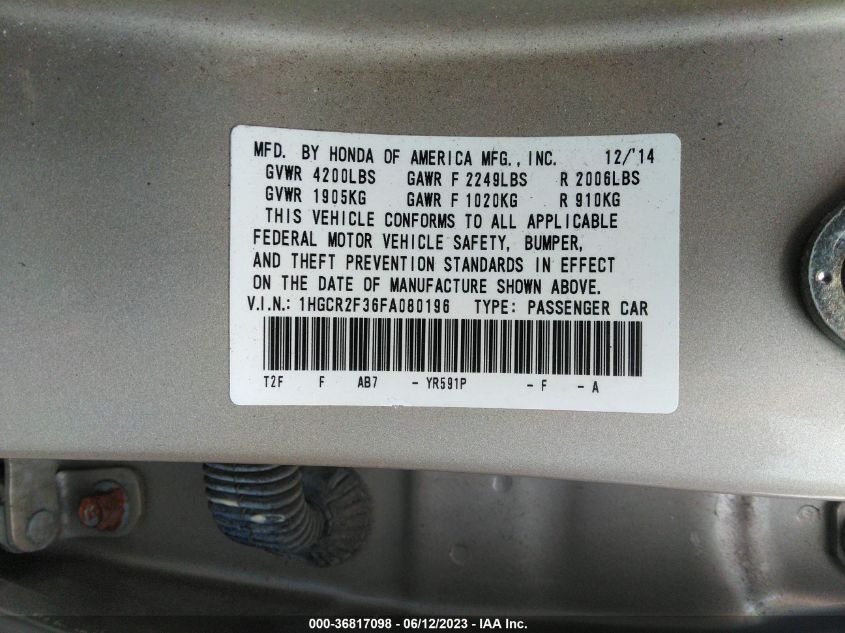 MFD. BY HONDA OF AMERICA MFG., INC. 12/'14
GVWR 4200LBS GAWR F 2249LBS R 2006LBS
GVWR 1905KG GAWR F 1020KG R 910KG
THIS VEHICLE CONFORMS TO ALL APPLICABLE
FEDERAL MOTOR VEHICLE SAFETY, BUMPER,
AND THEFT PREVENTION STANDARDS IN EFFECT
ON THE DATE OF MANUFACTURE SHOWN ABOVE.
V.I.N.: 1HGCR2F36FA080196 TYPE: PASSENGER CAR
T2F F AB7 - YR591P - F - A
000-36817098 - 06/12/2023 - IAA Inc.